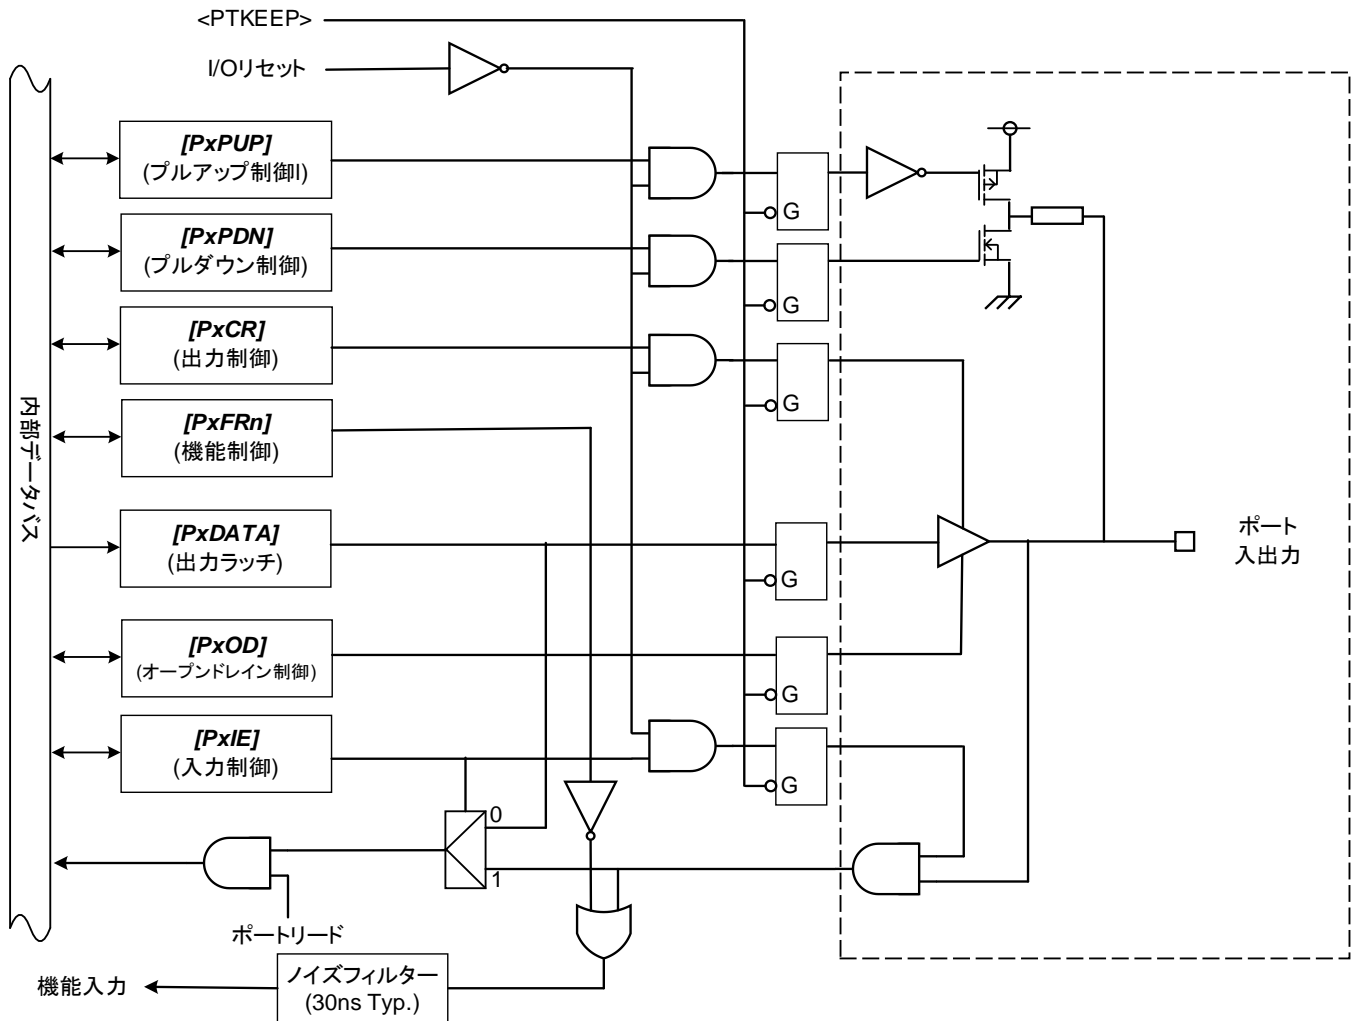 <PTKEEP>
I/Oリセット
[PxPUP]
(プルアップ制御I)
G
[PxPDN]
(プルダウン制御)
G
[PxCR]
(出力制御)
G
内部データバス
[PxFRn]
(機能制御)
[PxDATA]
(出力ラッチ)
G
ポート
入出力
[PxOD]
(オープンドレイン制御)
G
[PxIE]
(入力制御)
G
0
1
ポートリード
機能入力
ノイズフィルター
(30ns Typ.)